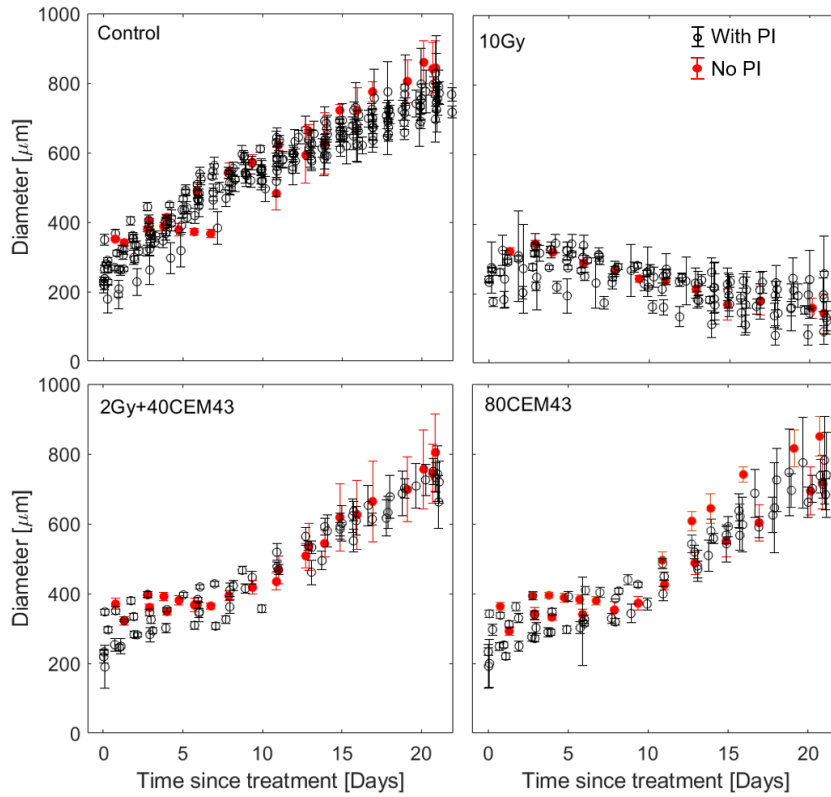 1000
Control
10Gy
With PI
No PI
800
600
400
200
0
Diameter [μm]
1000
2Gy+40CEM43
80CEM43
800
600
400
200
0
Diameter [μm]
0 5 10 15 20
0 5 10 15 20
Time since treatment [Days]
Time since treatment [Days]